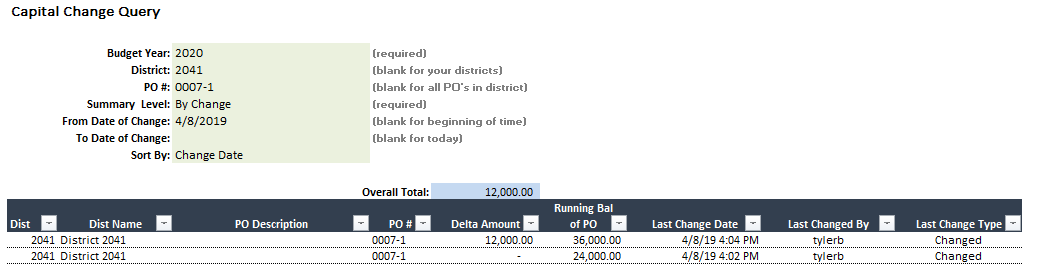 Capital Change Query
Budget Year: 2020 (required)
District: 2041 (blank for your districts)
PO #: 0007-1 (blank for all PO's in district)
Summary Level: By Change (required)
From Date of Change: 4/8/2019 (blank for beginning of time)
To Date of Change: (blank for today)
Sort By: Change Date
Overall Total: 12,000.00
Running Bal
Dist Dist Name PO Description PO # Delta Amount of PO Last Change Date Last Changed By Last Change Type
2041 District 2041 0007-1 12,000.00 36,000.00 4/8/19 4:04 PM tylerb Changed
2041 District 2041 0007-1 - 24,000.00 4/8/19 4:02 PM tylerb Changed